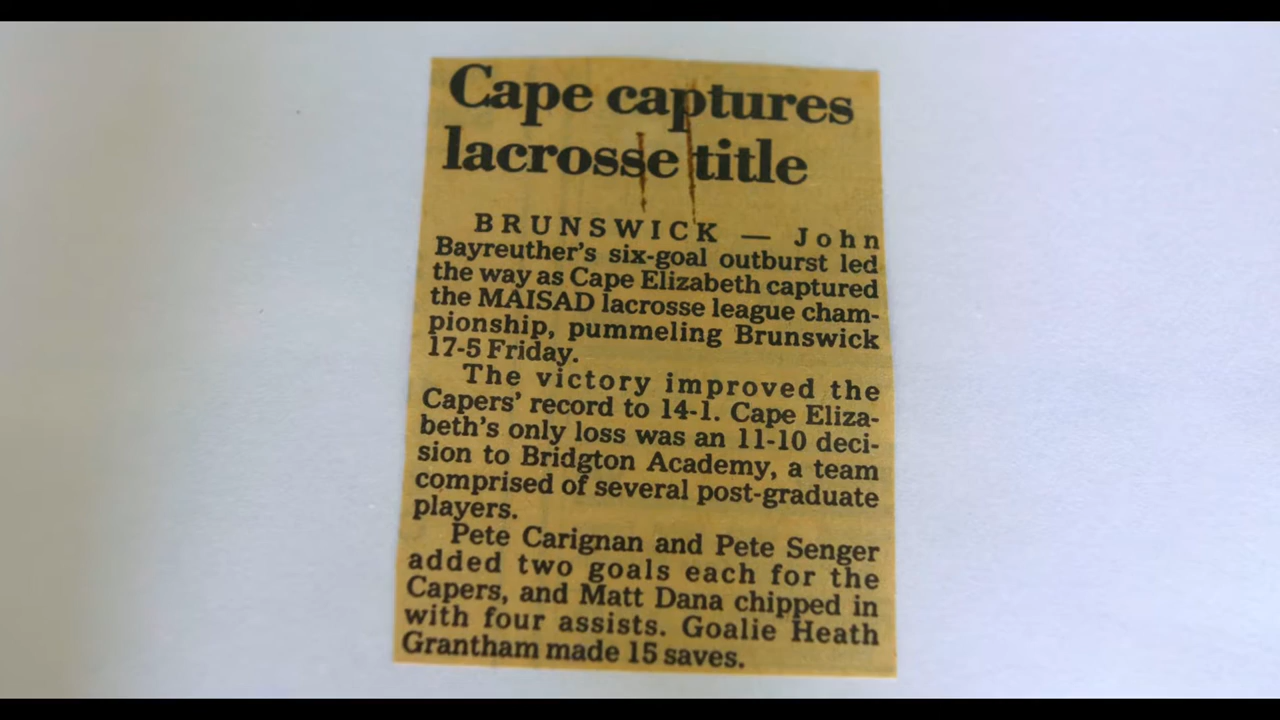 Cape captures
lacrosse title
BRUNSWICK — John
Bayreuther's six-goal outburst led
the way as Cape Elizabeth captured
the MAISAD lacrosse league cham-
pionship, pummeling Brunswick
17-5 Friday.
The victory improved the
Capers' record to 14-1. Cape Eliza-
beth's only loss was an 11-10 deci-
sion to Bridgton Academy, a team
comprised of several post-graduate
players.
Pete Carignan and Pete Senger
added two goals each for the
Capers, and Matt Dana chipped in
with four assists. Goalie Heath
Grantham made 15 saves.